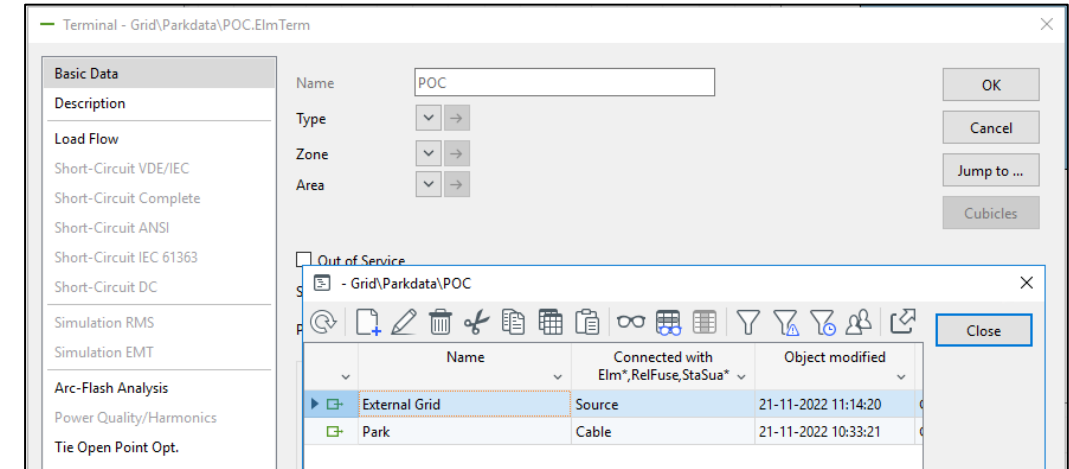 Terminal - Grid\Parkdata\POC.ElmTerm
Basic Data
Description
Load Flow
Short-Circuit VDE/IEC
Short-Circuit Complete
Short-Circuit ANSI
Short-Circuit IEC 61363
Short-Circuit DC
Simulation RMS
Simulation EMT
Arc-Flash Analysis
Power Quality/Harmonics
Tie Open Point Opt.
Name POC
Type
Zone
Area
Out of Service
OK
Cancel
Jump to ...
Cubicles
- Grid\Parkdata\POC
Close
Name Connected with Object modified
Elm*,RelFuse,StaSua*
External Grid Source 21-11-2022 11:14:20
Park Cable 21-11-2022 10:33:21